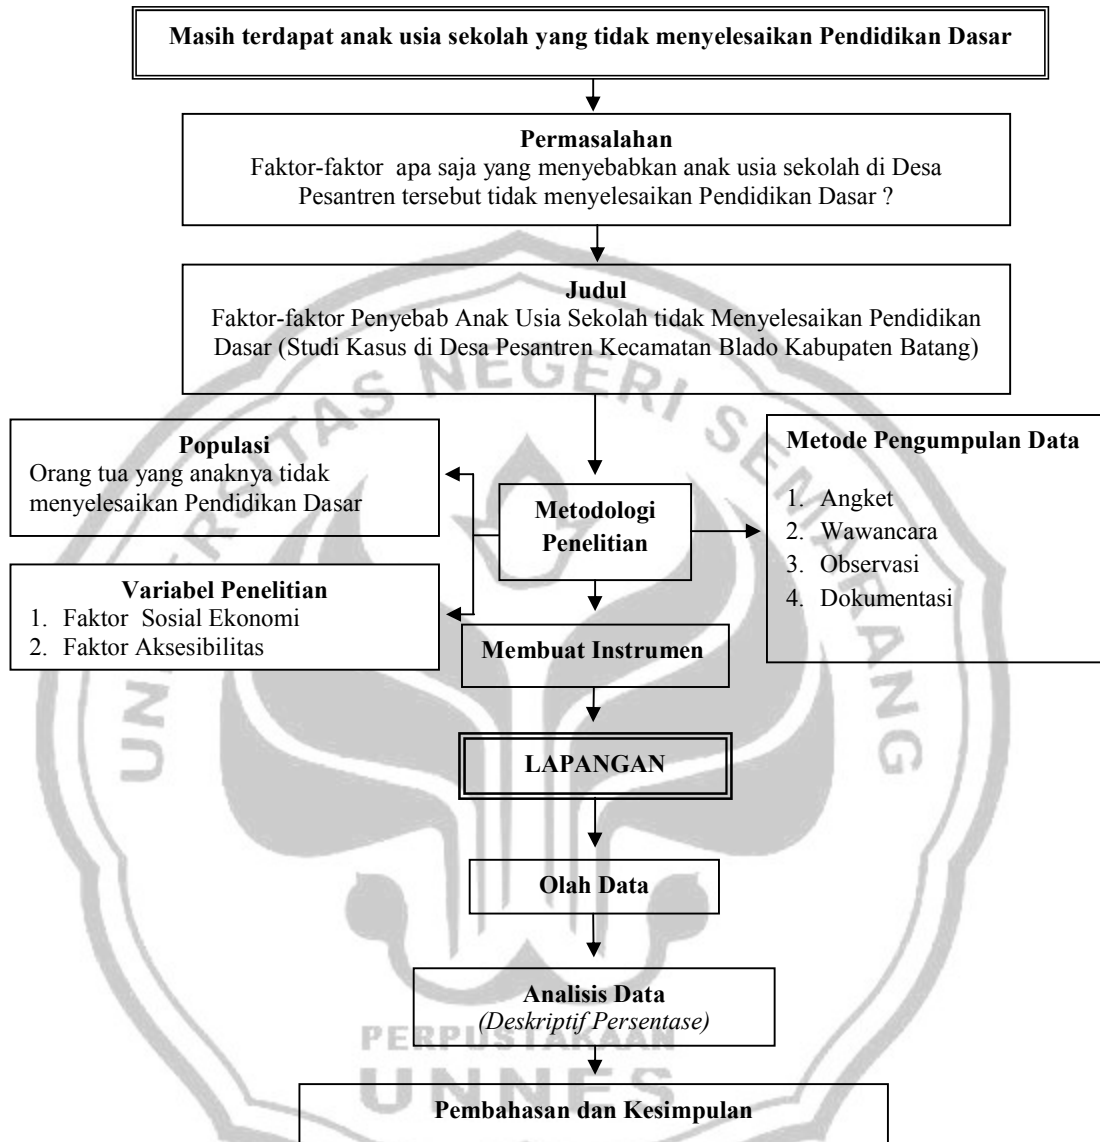 Masih terdapat anak usia sekolah yang tidak menyelesaikan Pendidikan Dasar
Permasalahan
Faktor-faktor apa saja yang menyebabkan anak usia sekolah di Desa
Pesantren tersebut tidak menyelesaikan Pendidikan Dasar ?
Judul
Faktor-faktor Penyebab Anak Usia Sekolah tidak Menyelesaikan Pendidikan
Dasar (Studi Kasus di Desa Pesantren Kecamatan Blado Kabupaten Batang)
Populasi
Orang tua yang anaknya tidak
menyelesaikan Pendidikan Dasar
Metodologi
Penelitian
Metode Pengumpulan Data
1. Angket
2. Wawancara
3. Observasi
4. Dokumentasi
Variabel Penelitian
1. Faktor Sosial Ekonomi
2. Faktor Aksesibilitas
Membuat Instrumen
LAPANGAN
Olah Data
Analisis Data
(Deskriptif Persentase)
Pembahasan dan Kesimpulan
UNIVERSITAS NEGERI SEMARANG
PERPUSTAKAAN
UNNES